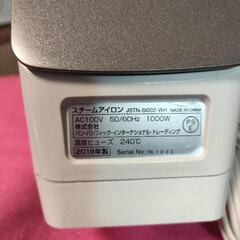 スチームアイロン JSTN-SI002-WH MADE IN CHINA
AC100V 50/60Hz 1000W
株式会社
パン・パシフィック・インターナショナル・トレーディング
温度ヒューズ 240℃
2019年製 Serial No.:19L1832
PS
E